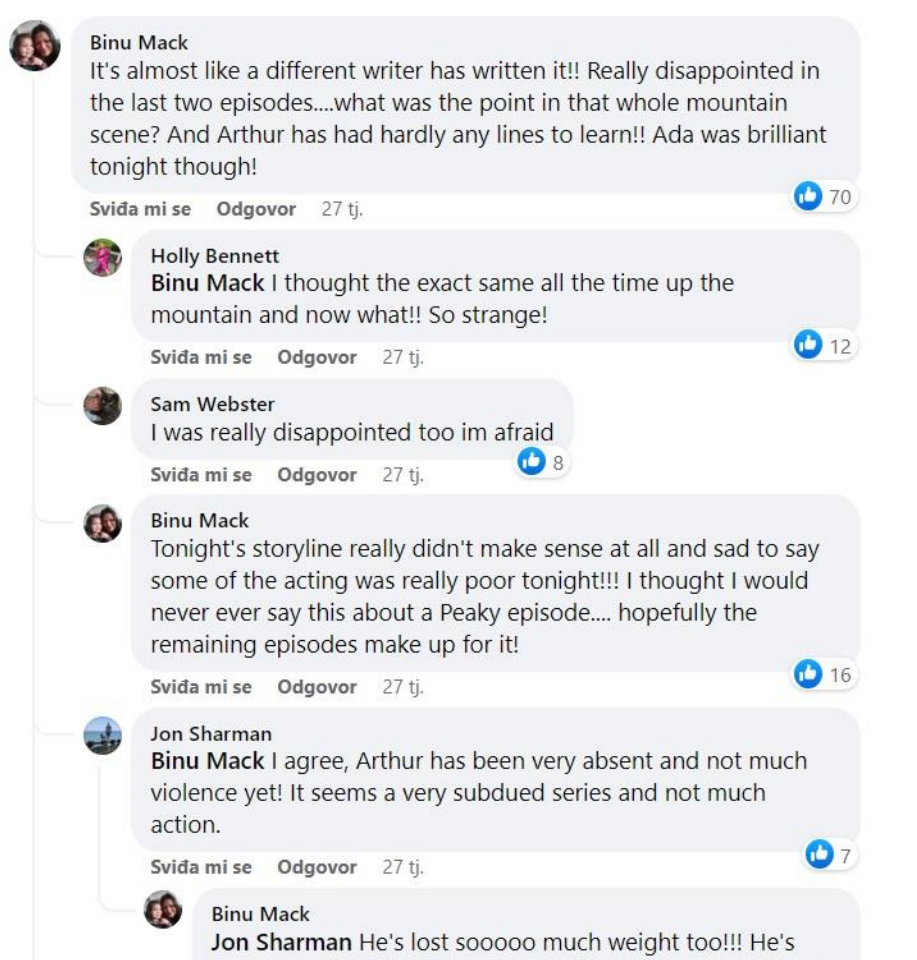 Binu Mack
It's almost like a different writer has written it!! Really disappointed in
the last two episodes....what was the point in that whole mountain
scene? And Arthur has had hardly any lines to learn!! Ada was brilliant
tonight though!
70
Sviđa mi se Odgovor 27 tj.
Holly Bennett
Binu Mack I thought the exact same all the time up the
mountain and now what!! So strange!
12
Sviđa mi se Odgovor 27 tj.
Sam Webster
I was really disappointed too im afraid
8
Sviđa mi se Odgovor 27 tj.
Binu Mack
Tonight's storyline really didn't make sense at all and sad to say
some of the acting was really poor tonight!!! I thought I would
never ever say this about a Peaky episode.... hopefully the
remaining episodes make up for it!
16
Sviđa mi se Odgovor 27 tj.
Jon Sharman
Binu Mack I agree, Arthur has been very absent and not much
violence yet! It seems a very subdued series and not much
action.
7
Sviđa mi se Odgovor 27 tj.
Binu Mack
Jon Sharman He's lost sooooo much weight too!!! He's